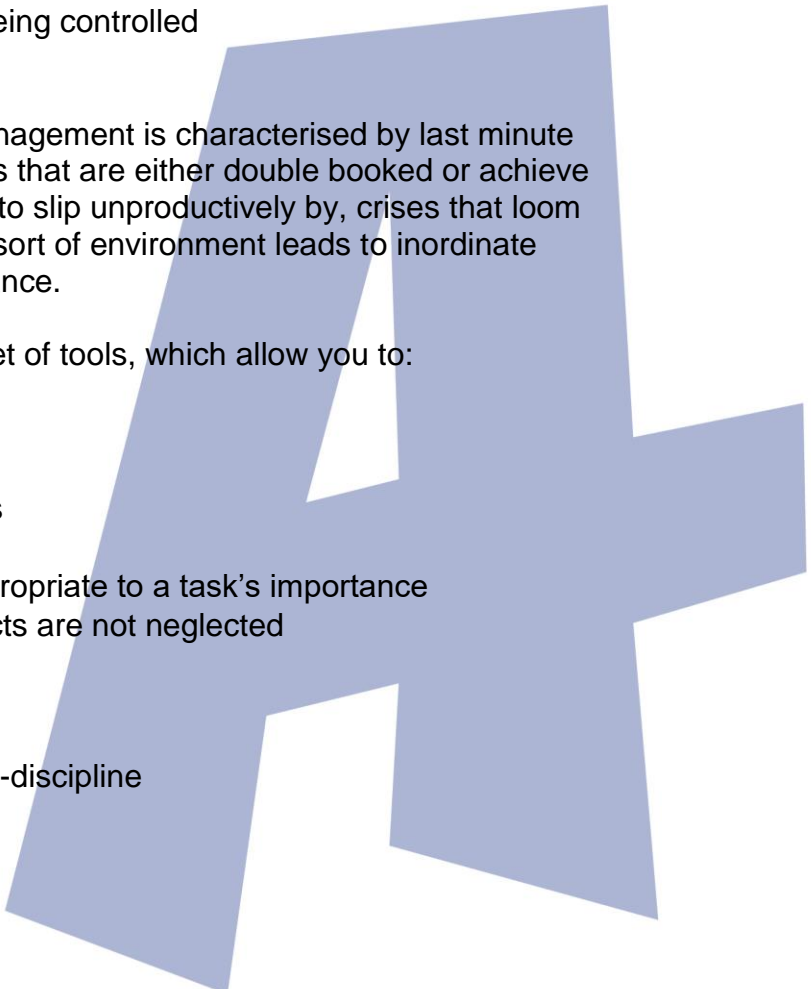 eing controlled
nagement is characterised by last minute
s that are either double booked or achieve
to slip unproductively by, crises that loom
sort of environment leads to inordinate
nce.
et of tools, which allow you to:
s
ropriate to a task’s importance
cts are not neglected
-discipline